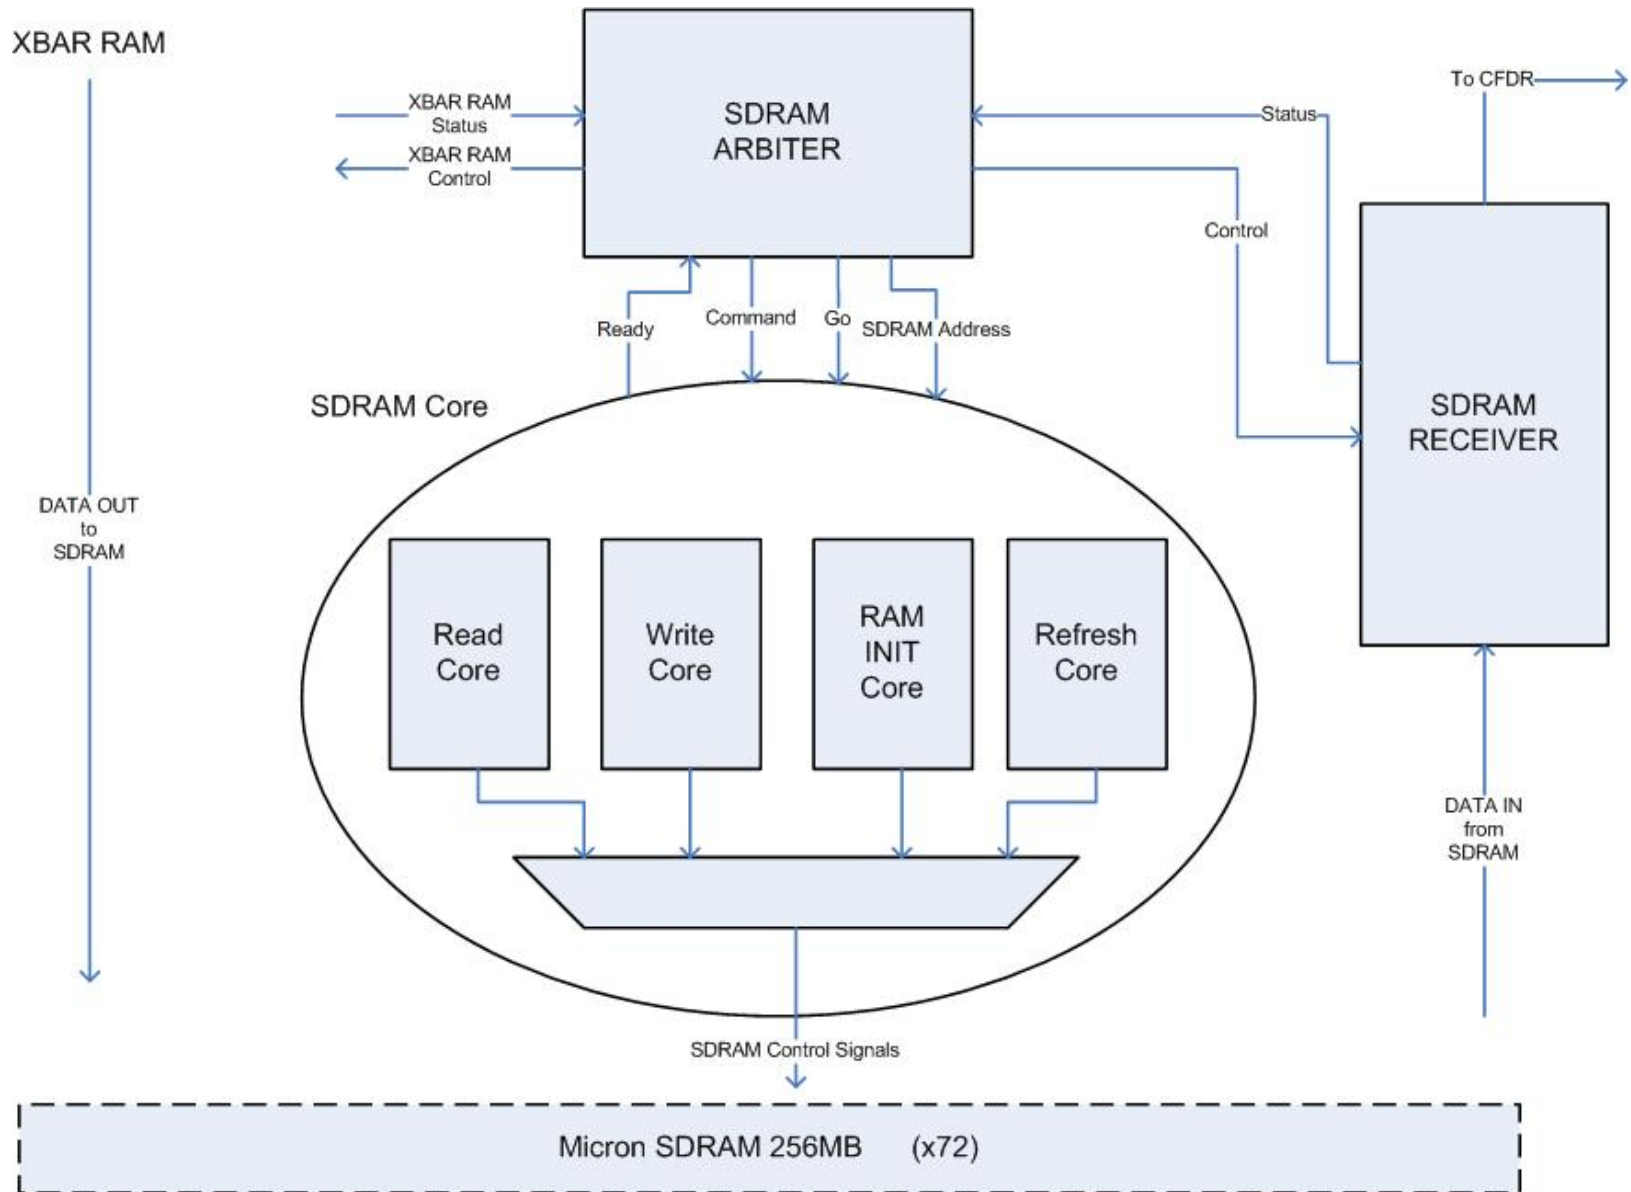 XBAR RAM
To CFDR
XBAR RAM
Status
SDRAM
ARBITER
Status
XBAR RAM
Control
Control
Ready
Command
Go
SDRAM Address
SDRAM Core
SDRAM
RECEIVER
DATA OUT
to
SDRAM
Read
Core
Write
Core
RAM
INIT
Core
Refresh
Core
DATA IN
from
SDRAM
SDRAM Control Signals
Micron SDRAM 256MB (x72)